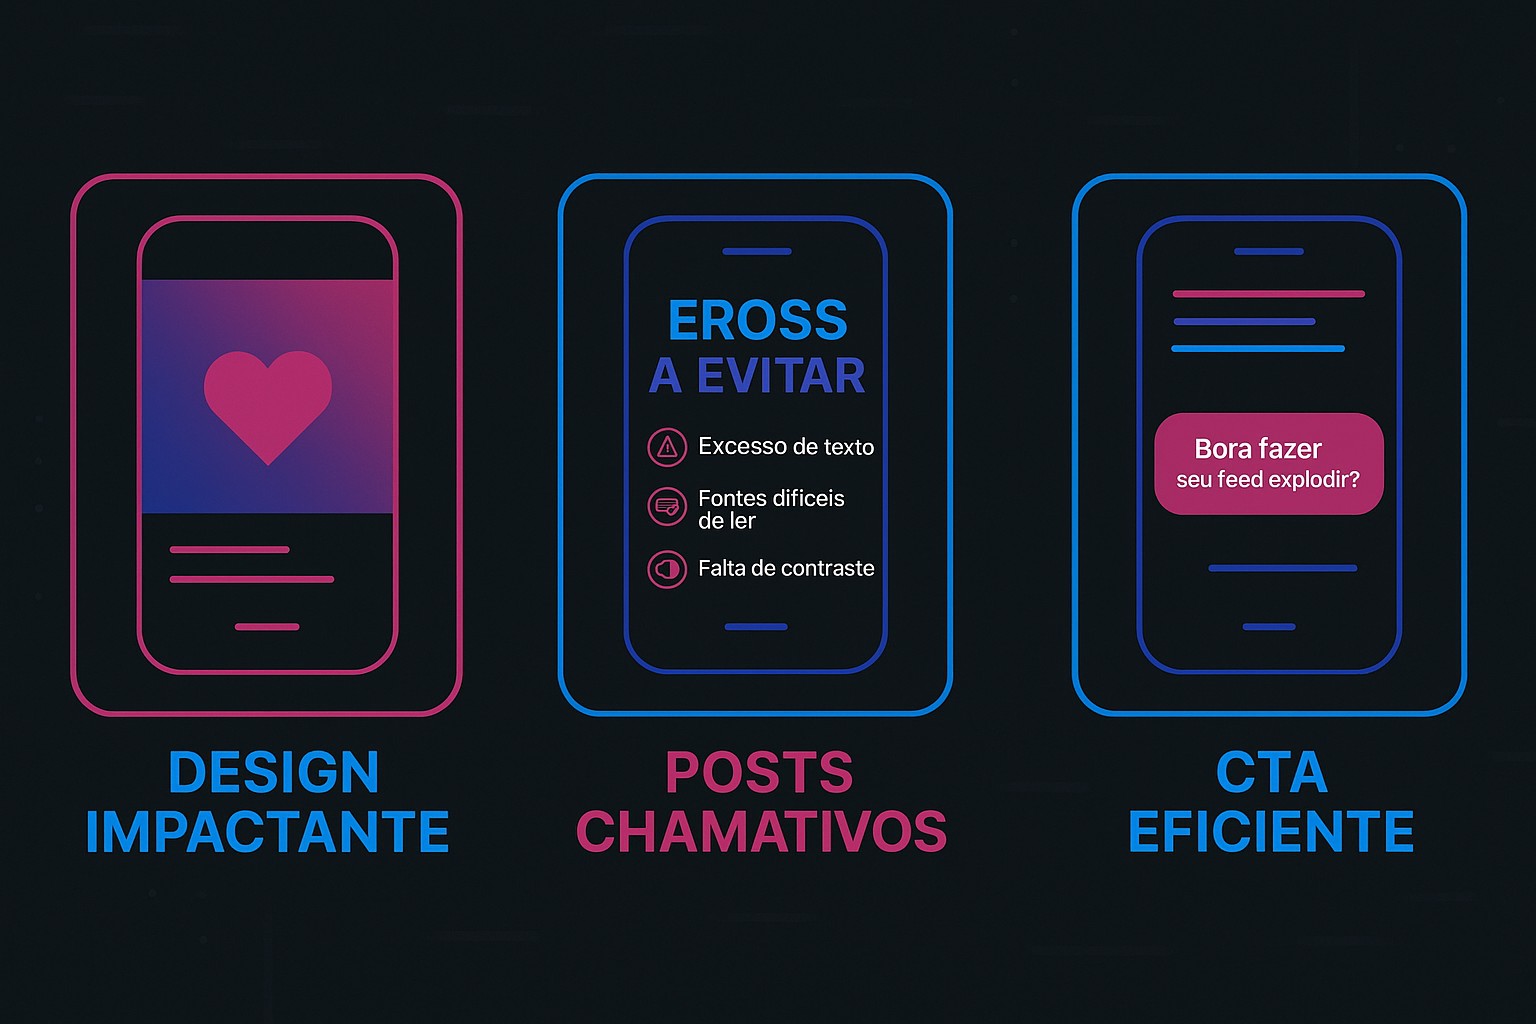 EROSS
A EVITAR
Excesso de texto
Fontes dificeis
de ler
Falta de contraste
Bora fazer
seu feed explodir?
DESIGN
IMPACTANTE
POSTS
CHAMATIVOS
CTA
EFICIENTE